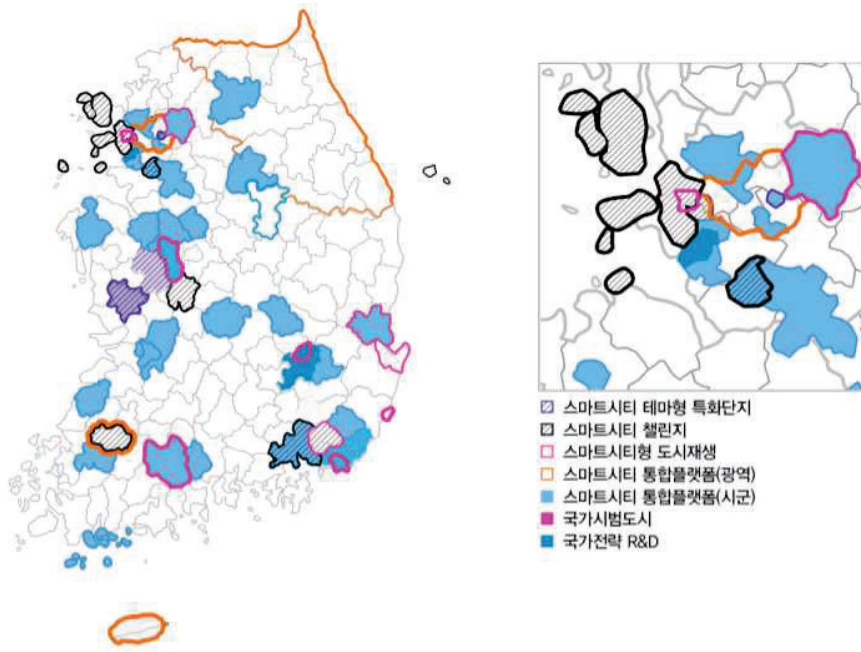 스마트시티 테마형 특화단지
스마트시티 챌린지
스마트시티형 도시재생
스마트시티 통합플랫폼(광역)
스마트시티 통합플랫폼(시군)
국가시범도시
국가전략 R&D